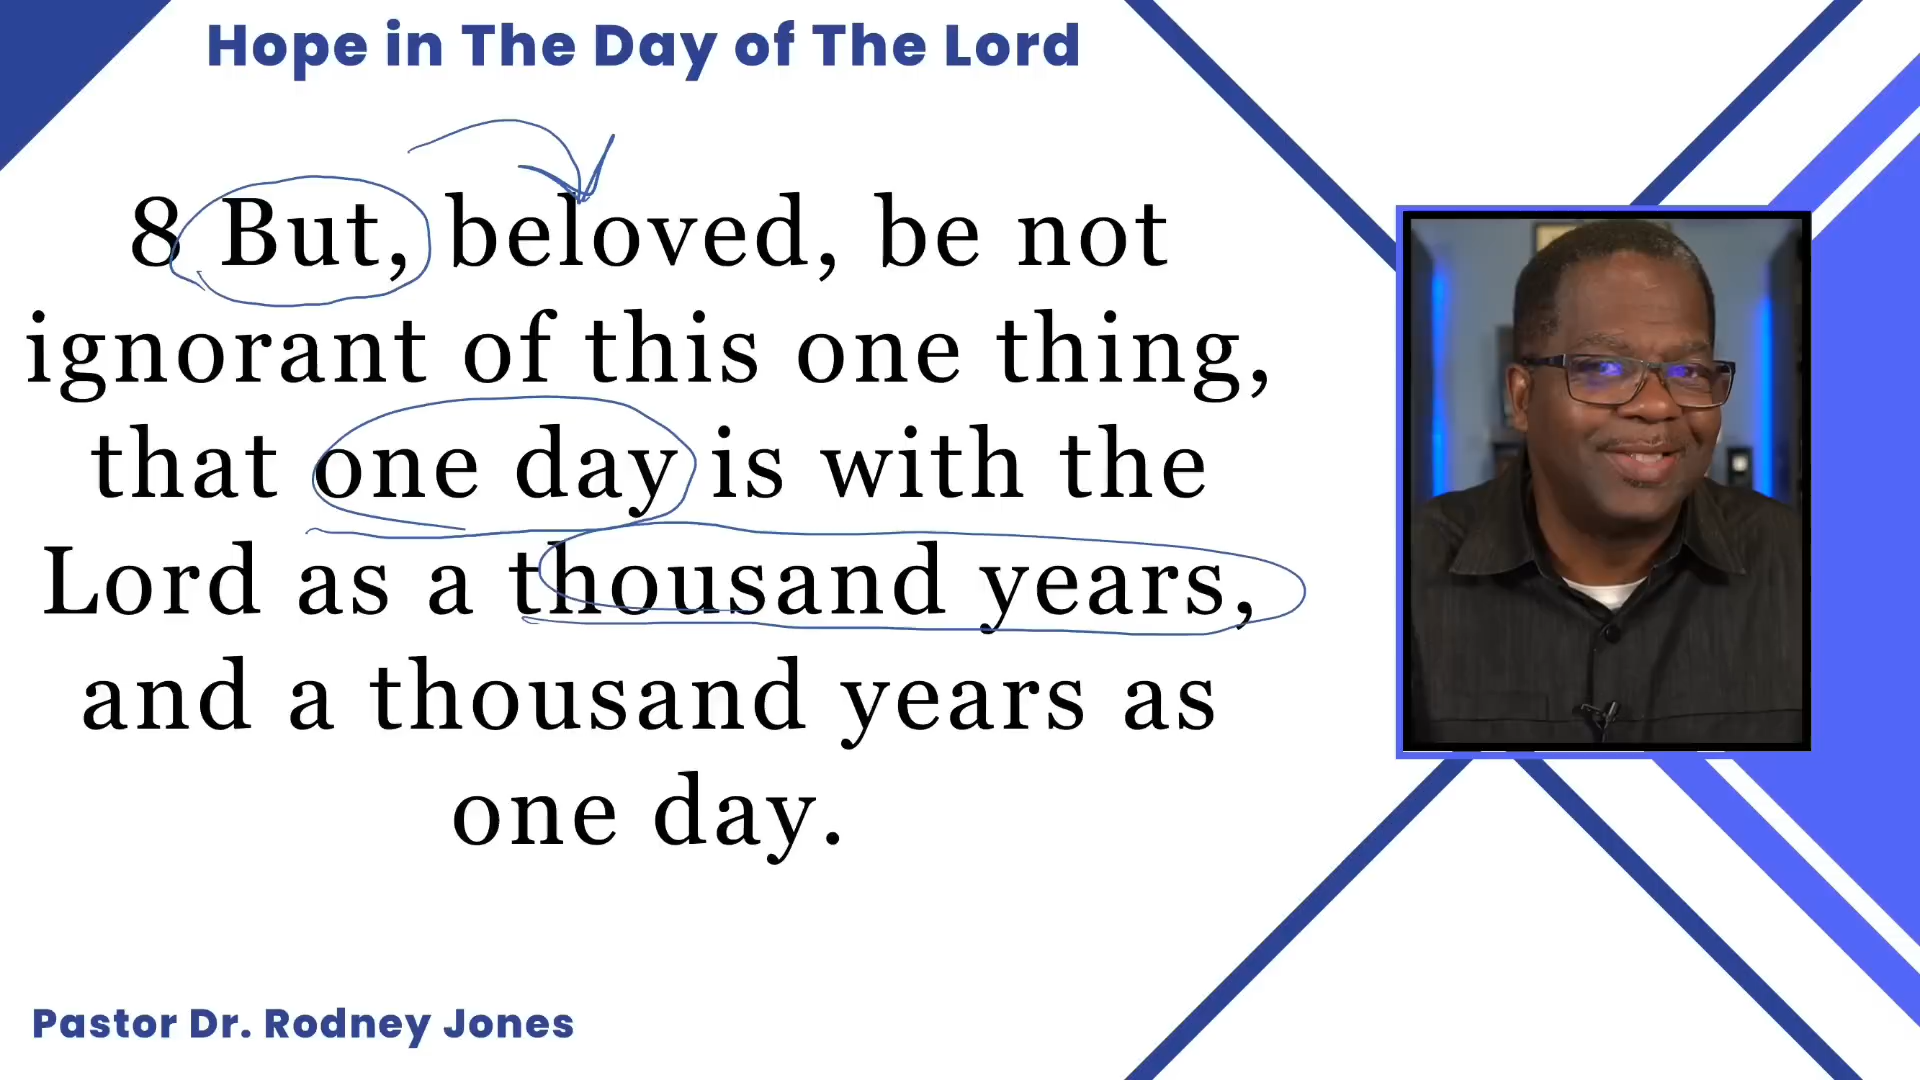 Hope in The Day of The Lord
8 But, beloved, be not
ignorant of this one thing,
that one day is with the
Lord as a thousand years,
and a thousand years as
one day.
Pastor Dr. Rodney Jones